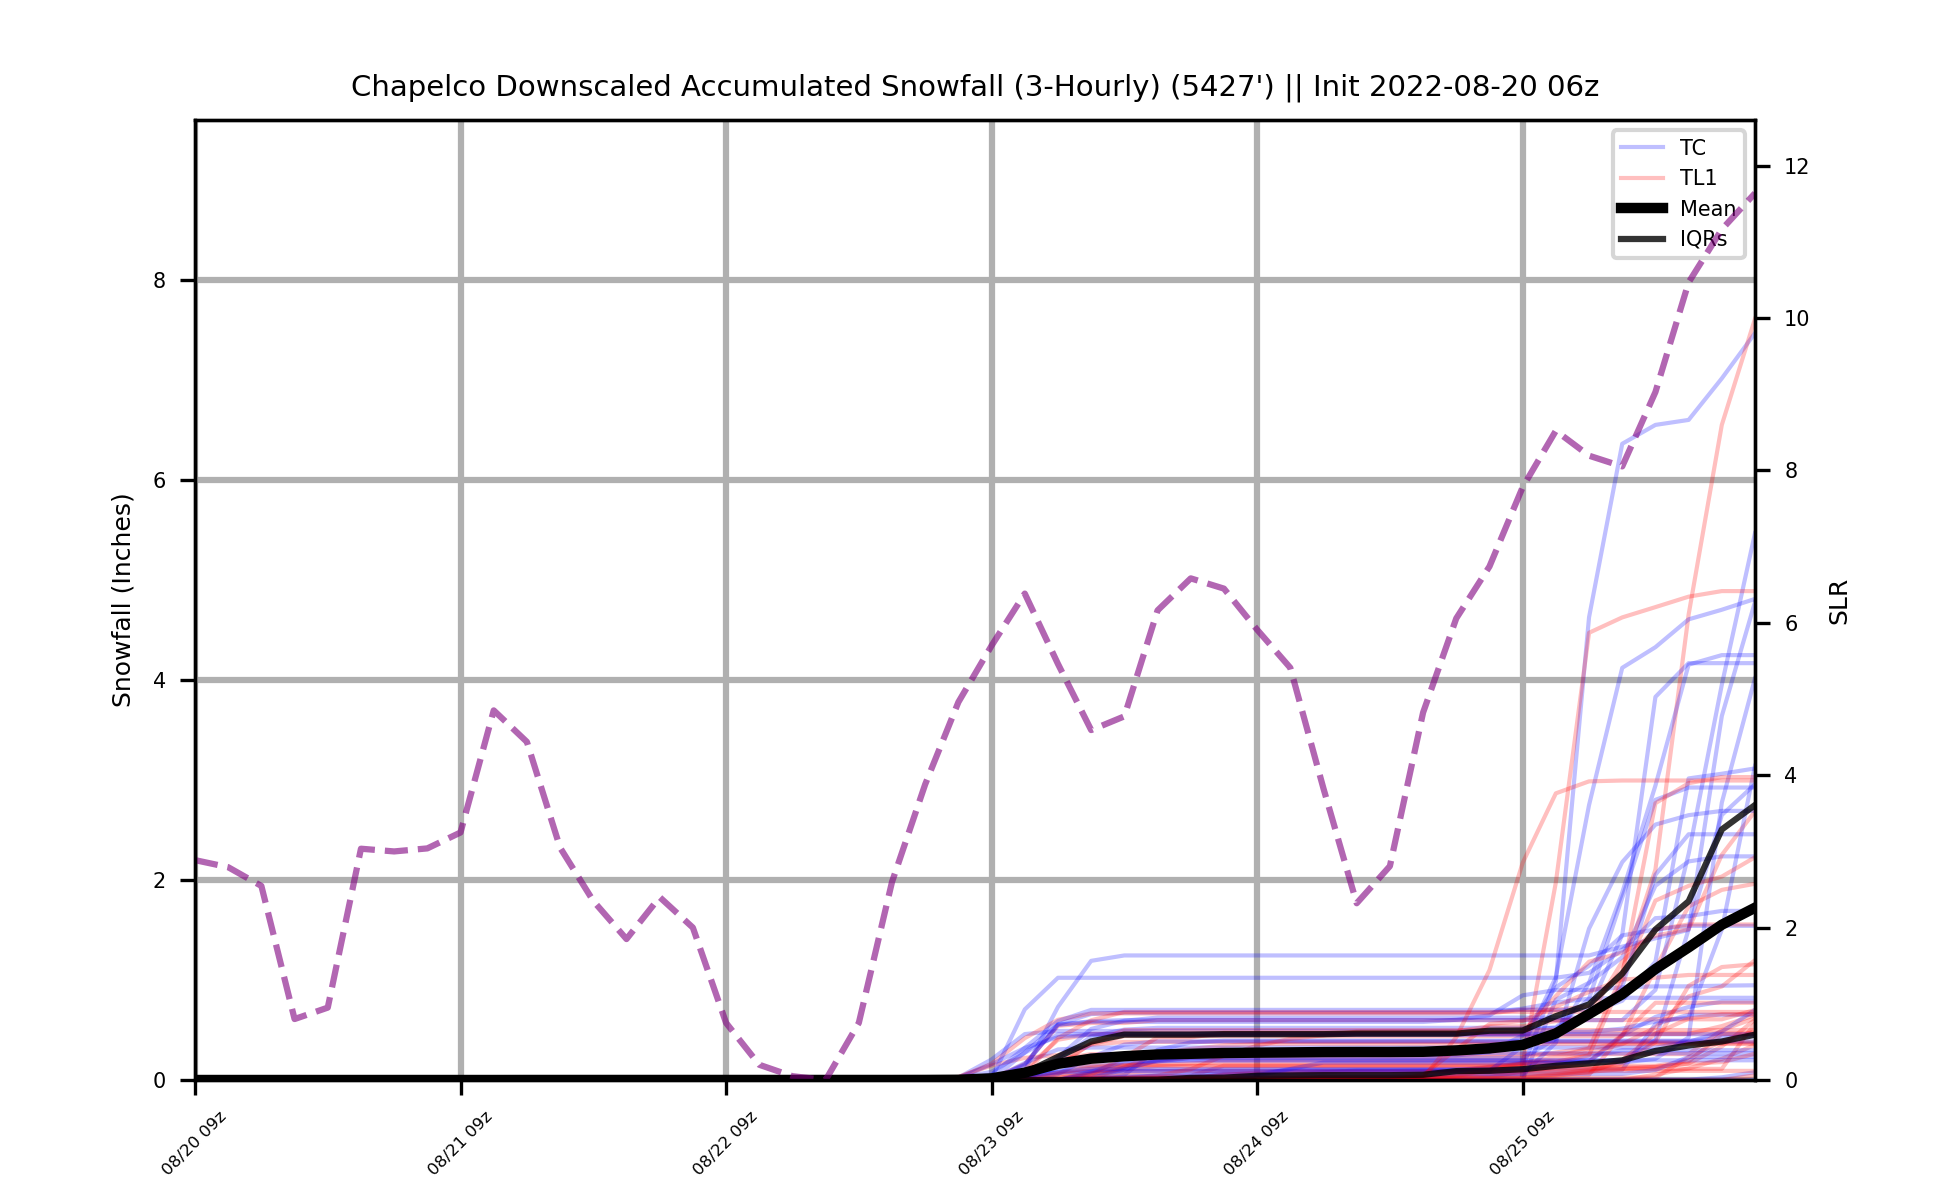 Chapelco Downscaled Accumulated Snowfall (3-Hourly) (5427') || Init 2022-08-20 06z
TC
TL1
Mean
IQRs
12
10
8
6
4
2
0
SLR
8
6
4
2
0
Snowfall (Inches)
08/20 09z
08/21 09z
08/22 09z
08/23 09z
08/24 09z
08/25 09z